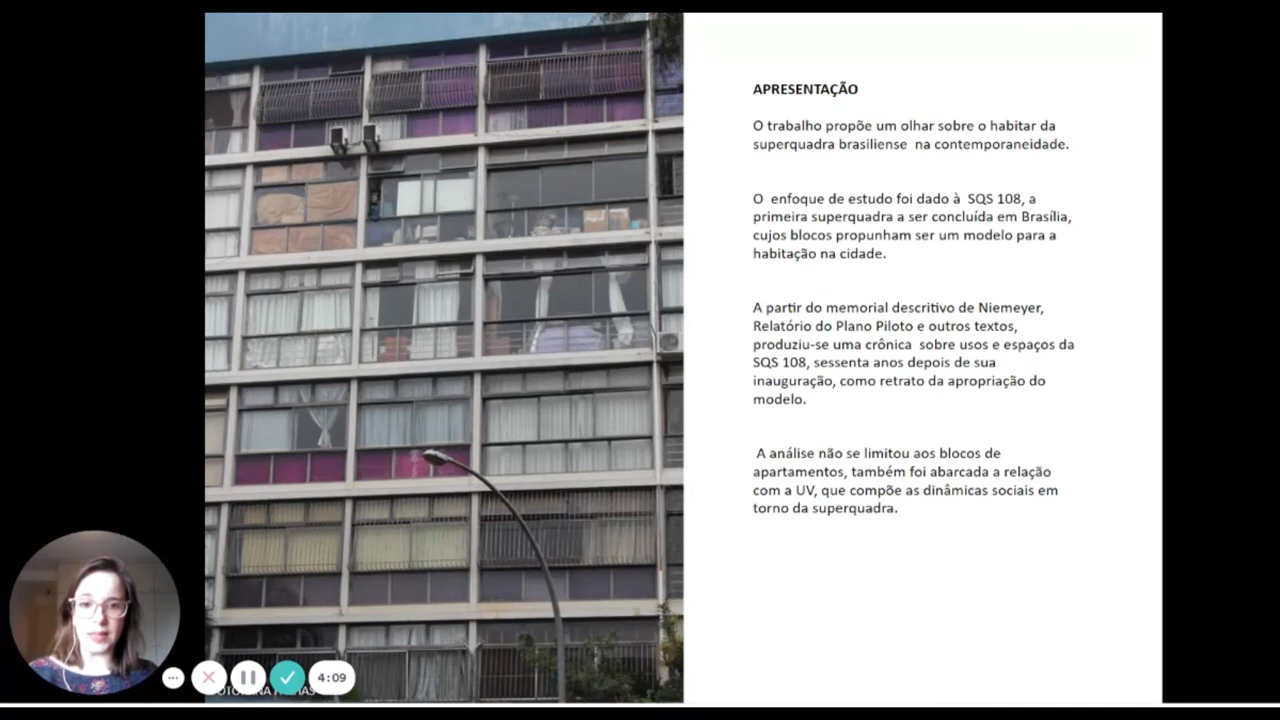 APRESENTAÇÃO
O trabalho propõe um olhar sobre o habitar da
superquadra brasiliense na contemporaneidade.
O enfoque de estudo foi dado à SQS 108, a
primeira superquadra a ser concluída em Brasília,
cujos blocos propunham ser um modelo para a
habitação na cidade.
A partir do memorial descritivo de Niemeyer,
Relatório do Plano Piloto e outros textos,
produziu-se uma crônica sobre usos e espaços da
SQS 108, sessenta anos depois de sua
inauguração, como retrato da apropriação do
modelo.
A análise não se limitou aos blocos de
apartamentos, também foi abarcada a relação
com a UV, que compõe as dinâmicas sociais em
torno da superquadra.
4:09